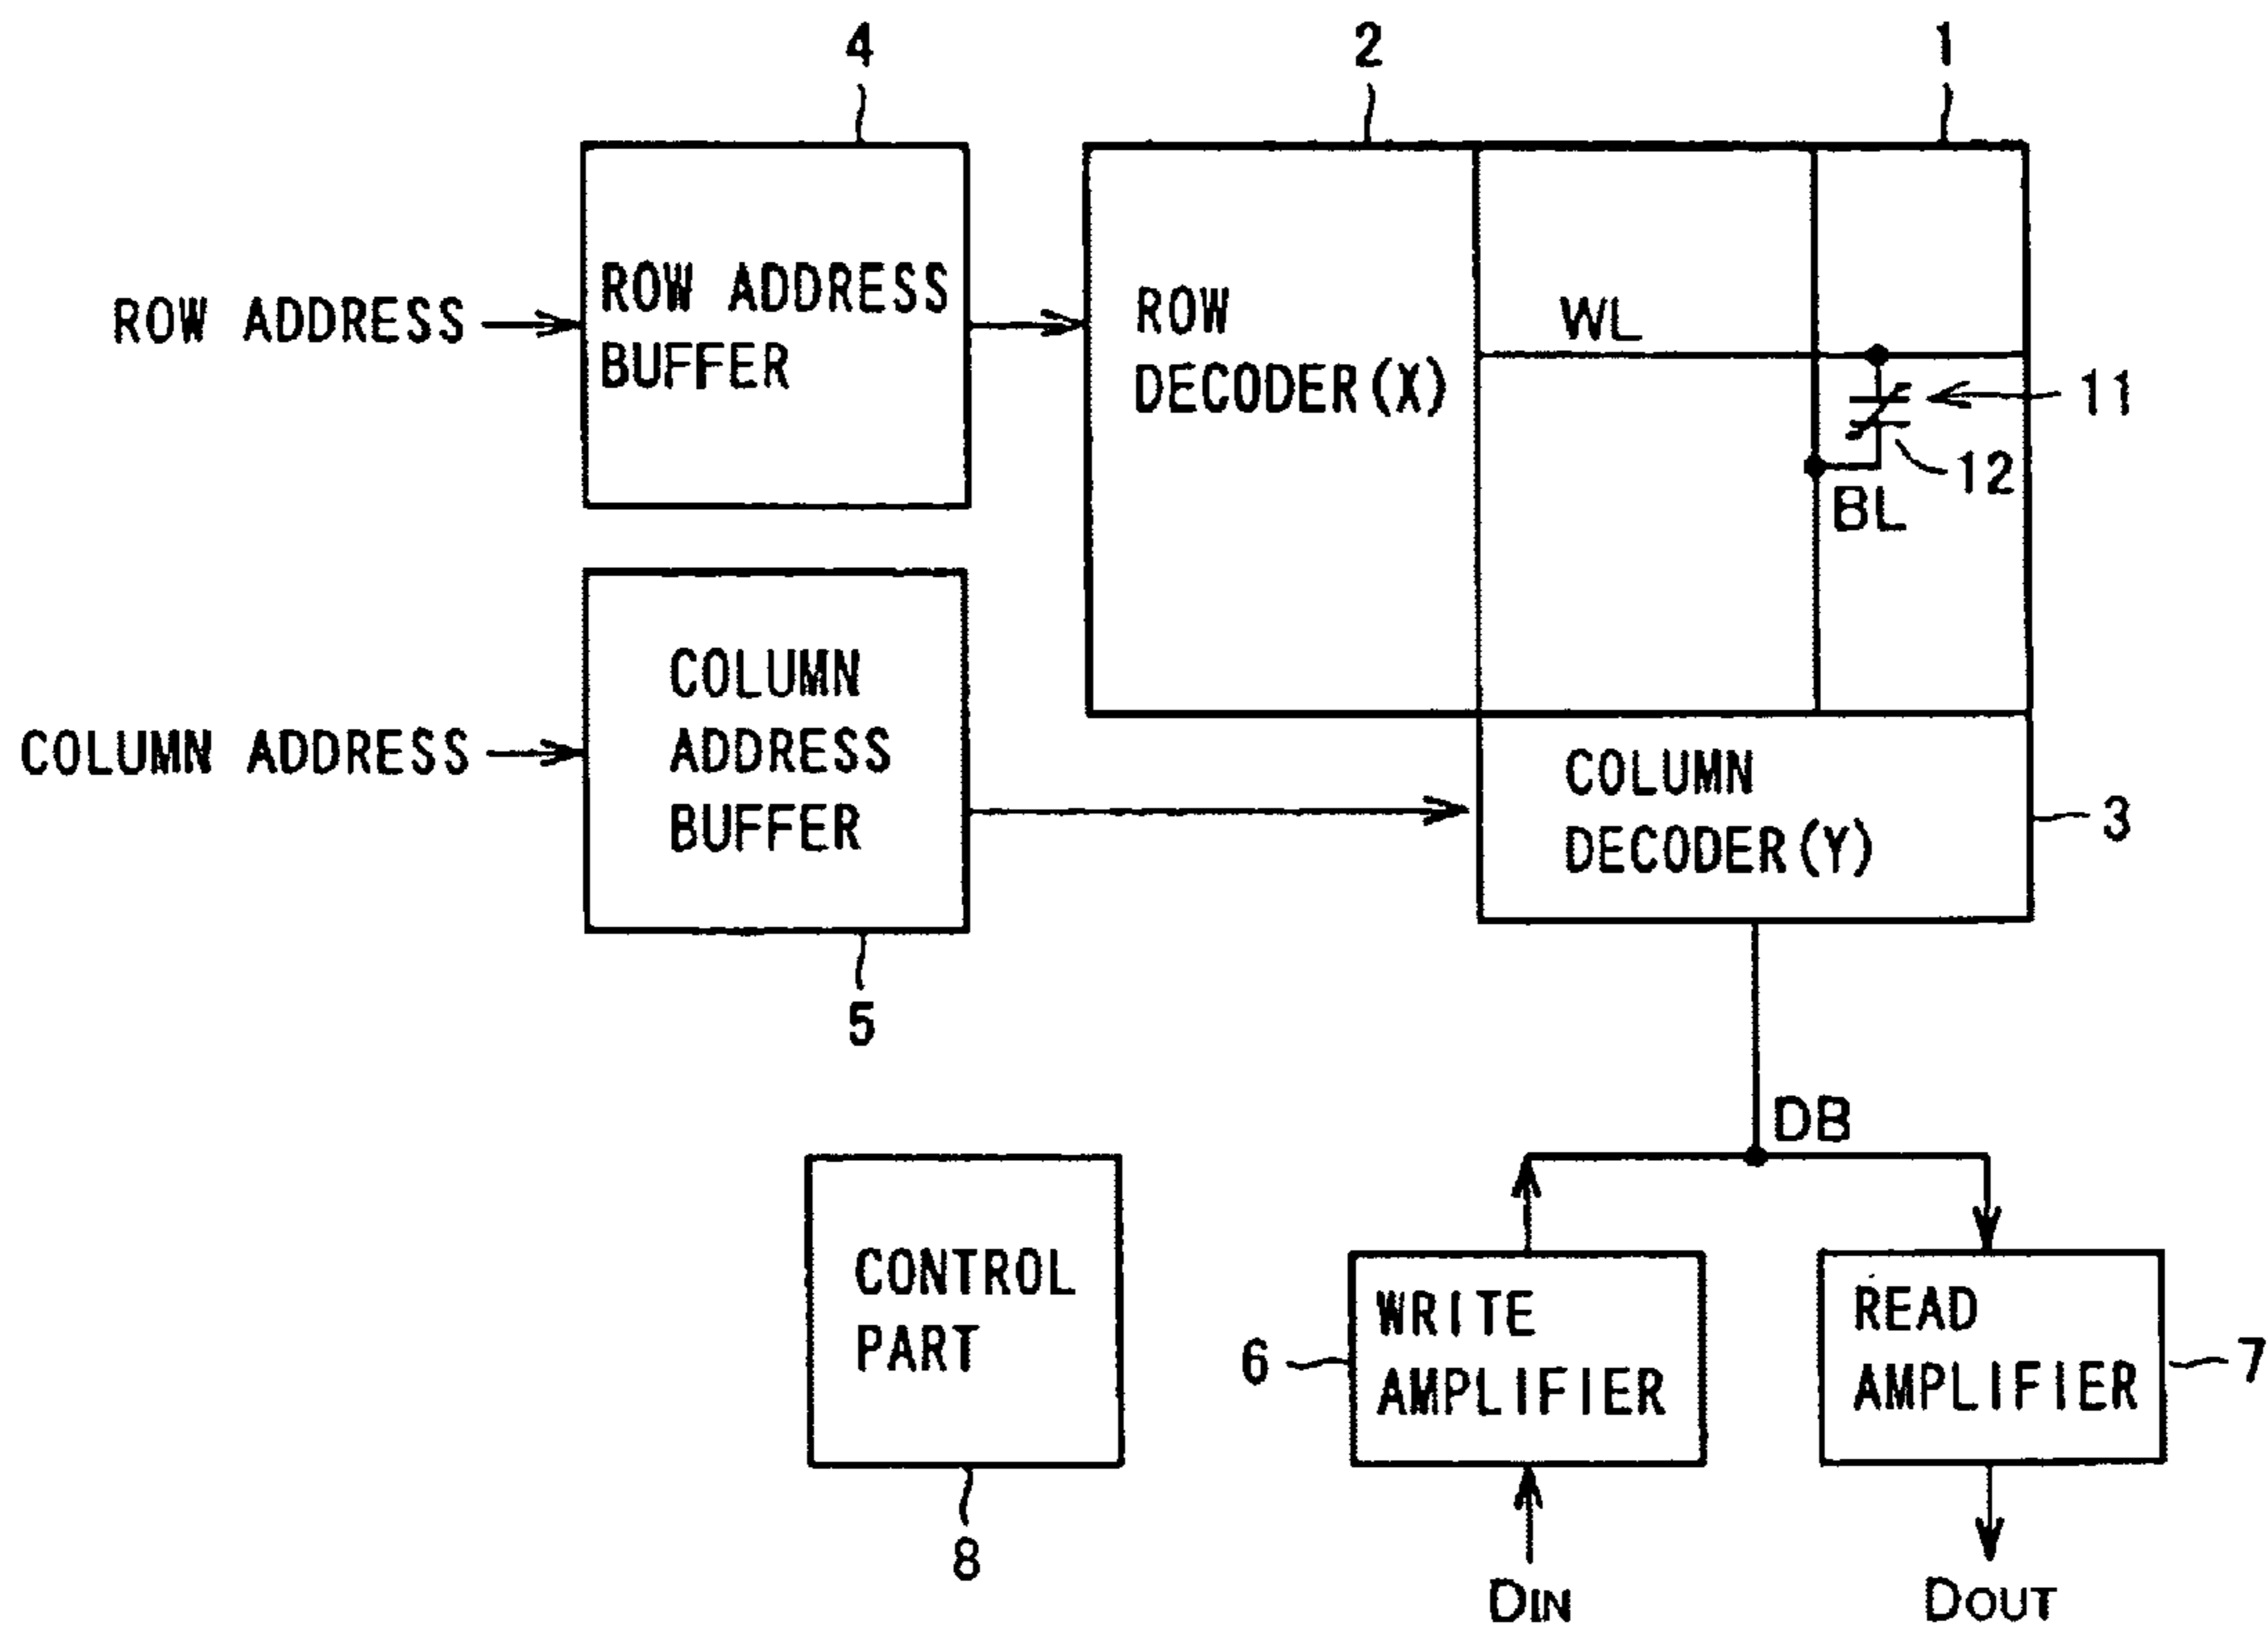 4
2
1
ROW ADDRESS
ROW ADDRESS
BUFFER
ROW
DECODER(X)
WL
11
12
BL
COLUMN ADDRESS
COLUMN
ADDRESS
BUFFER
COLUMN
DECODER(Y)
3
5
DB
CONTROL
PART
8
6
WRITE
AMPLIFIER
READ
AMPLIFIER
7
DIN
DOUT